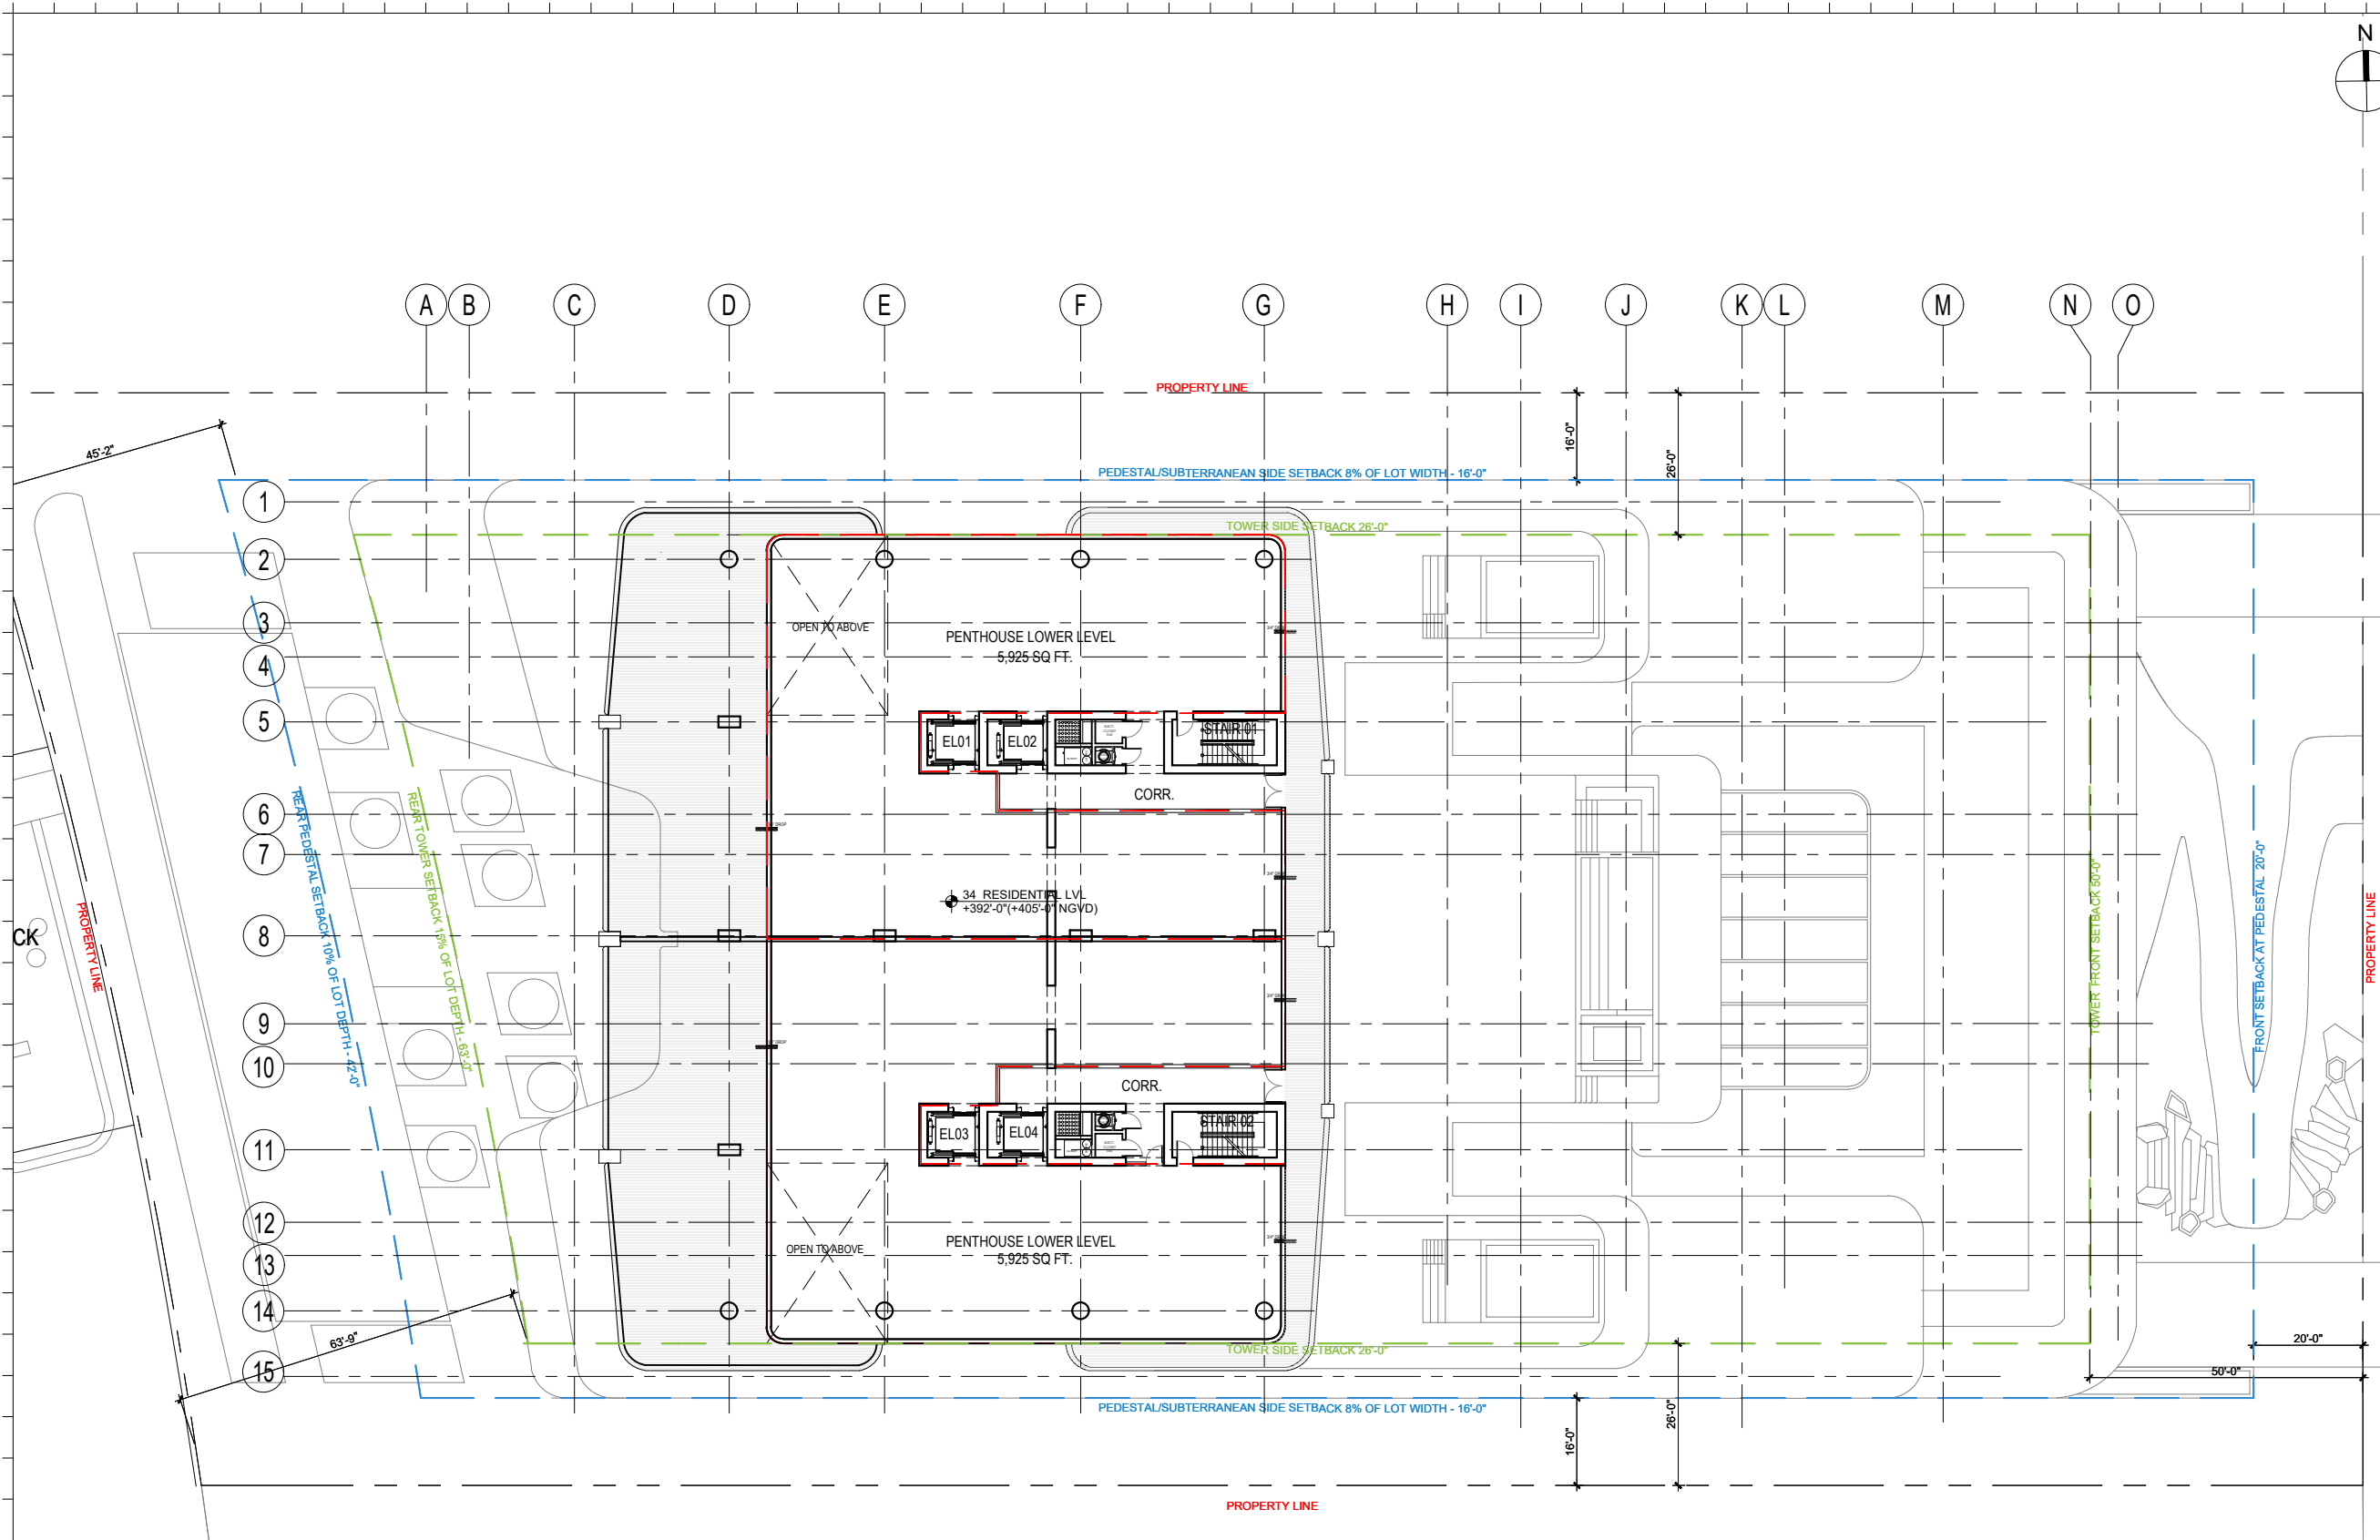 N
A
B
C
D
E
F
G
H
I
J
K
L
M
N
O
PROPERTY LINE
45'-2"
16'-0"
26'-0"
PEDESTAL/SUBTERRANEAN SIDE SETBACK 8% OF LOT WIDTH - 16'-0"
1
TOWER SIDE SETBACK 26'-0"
2
3
OPEN TO ABOVE
PENTHOUSE LOWER LEVEL
5,925 SQ FT.
4
5
EL01
EL02
STAIR 01
CORR.
6
7
REAR PEDESTAL SETBACK 10% OF LOT DEPTH - 42'-0"
REAR TOWER SETBACK 15% OF LOT DEPTH - 63'-0"
PROPERTY LINE
CK
34 RESIDENTIAL LVL
+392'-0"(+405'-0" NGVD)
TOWER FRONT SETBACK 50'-0"
FRONT SETBACK AT PEDESTAL 20'-0"
PROPERTY LINE
8
9
10
CORR.
EL03
EL04
STAIR 02
11
12
OPEN TO ABOVE
PENTHOUSE LOWER LEVEL
5,925 SQ FT.
13
14
63'-9"
TOWER SIDE SETBACK 26'-0"
20'-0"
15
50'-0"
PEDESTAL/SUBTERRANEAN SIDE SETBACK 8% OF LOT WIDTH - 16'-0"
16'-0"
26'-0"
PROPERTY LINE